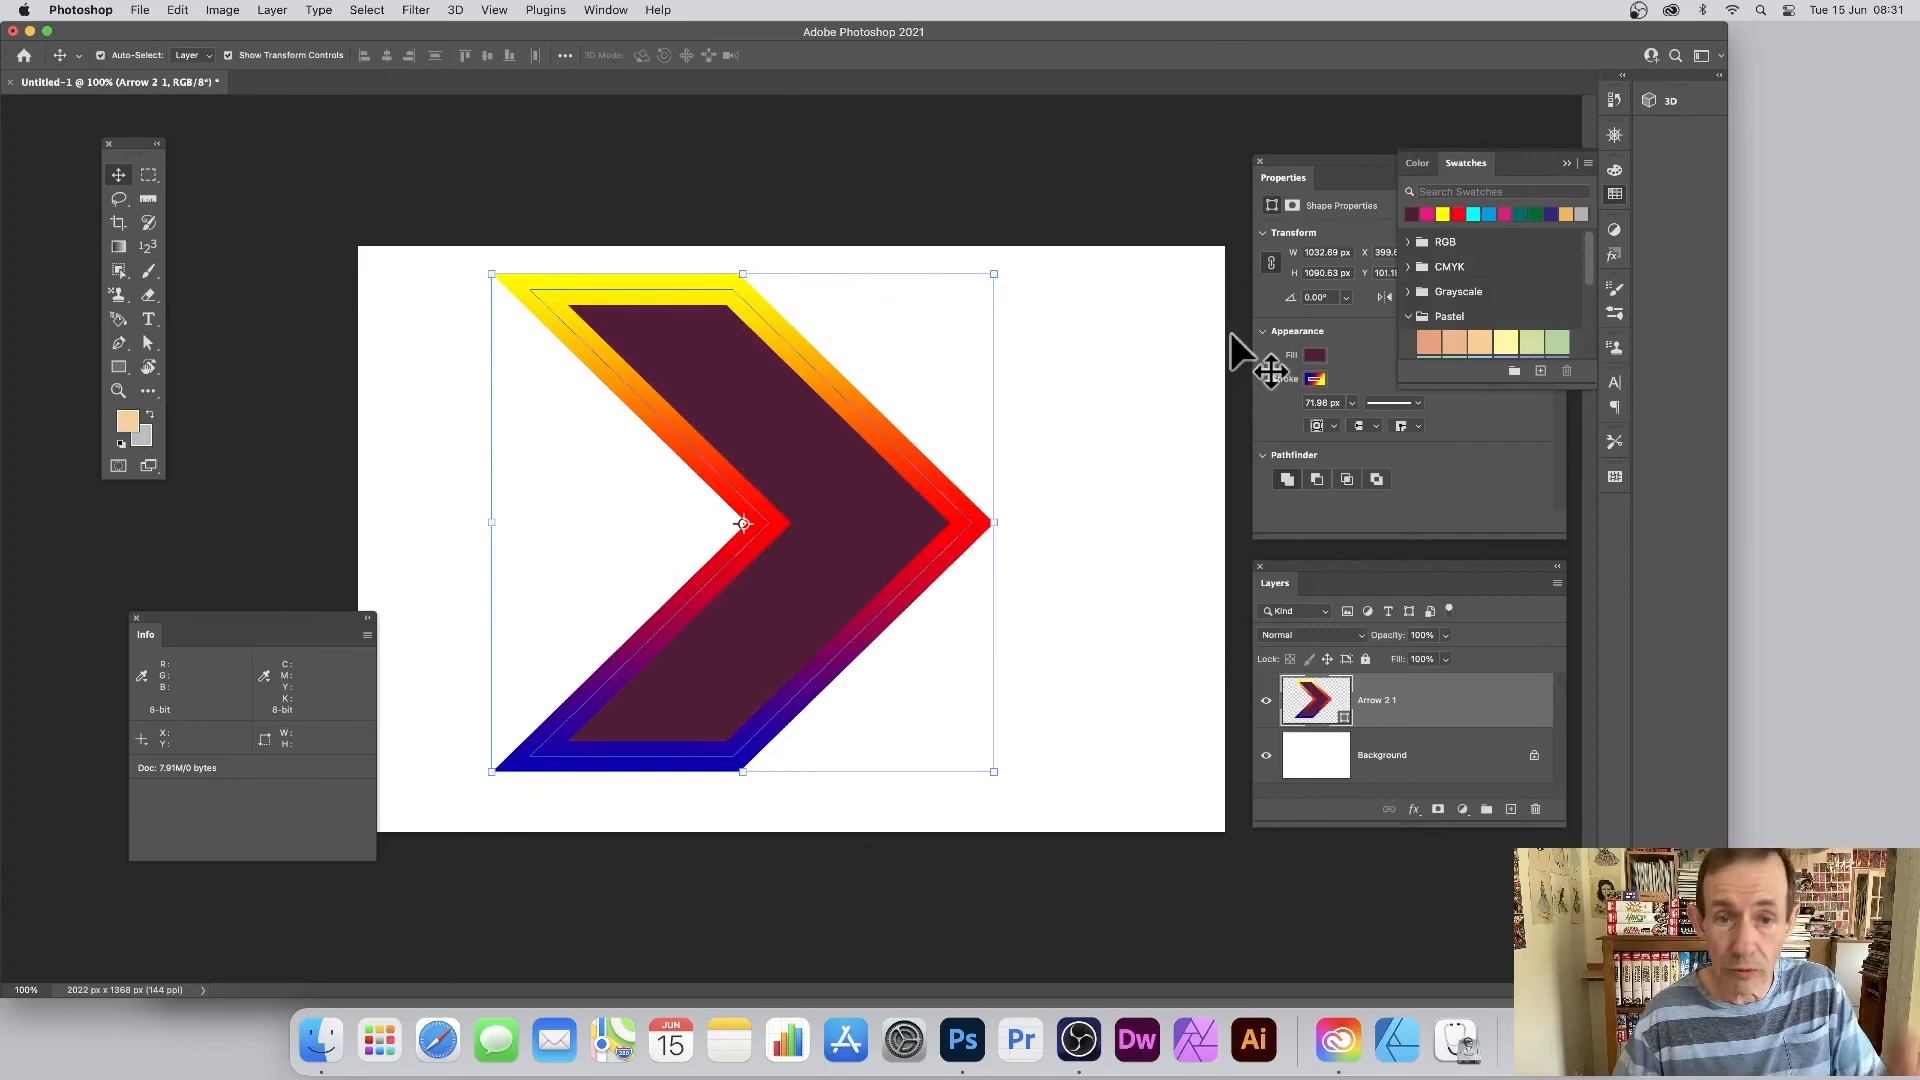 Photoshop File Edit Image Layer Type Select Filter 3D View Plugins Window Help Tue 15 Jun 08:31
Adobe Photoshop 2021
Auto-Select: Layer Show Transform Controls 3D Mode:
Untitled-1 @ 100% (Arrow 2 1, RGB/8*) *
3D
Color Swatches
Properties
Search Swatches
Shape Properties
Transform
W 1032.69 px X 399.6
H 1090.63 px Y 101.18
0.00°
RGB
CMYK
Grayscale
Pastel
Appearance
Fill
71.98 px
Pathfinder
Layers
Kind
Normal Opacity: 100%
Lock: Fill: 100%
Arrow 2 1
Background
Info
R: C:
G: M:
B: Y:
K:
8-bit 8-bit
X: W:
Y: H:
Doc: 7.91M/0 bytes
100% 2022 px x 1368 px (144 ppi)
JUN
15
280
Ps Pr Dw Ai